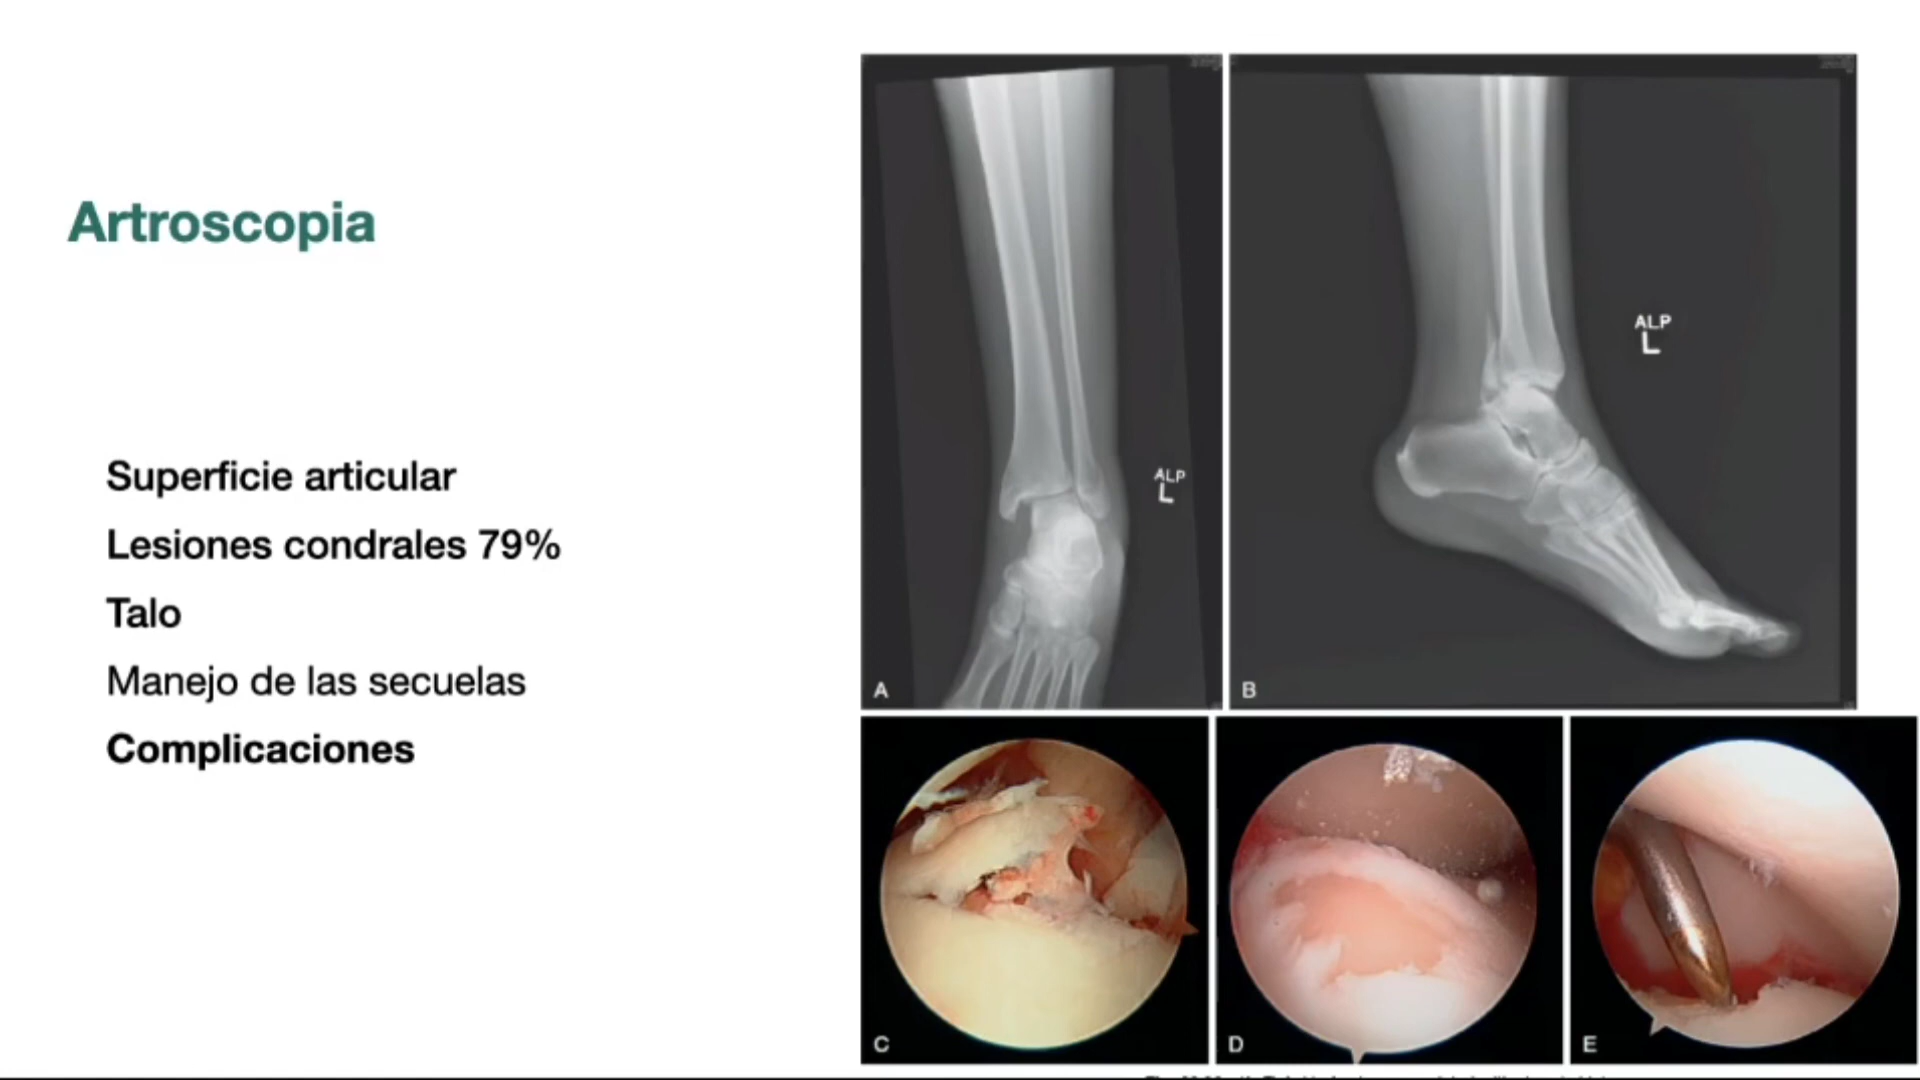 Artroscopia
Superficie articular
Lesiones condrales 79%
Talo
Manejo de las secuelas
Complicaciones
ALP
L
A
ALP
L
B
C
D
E